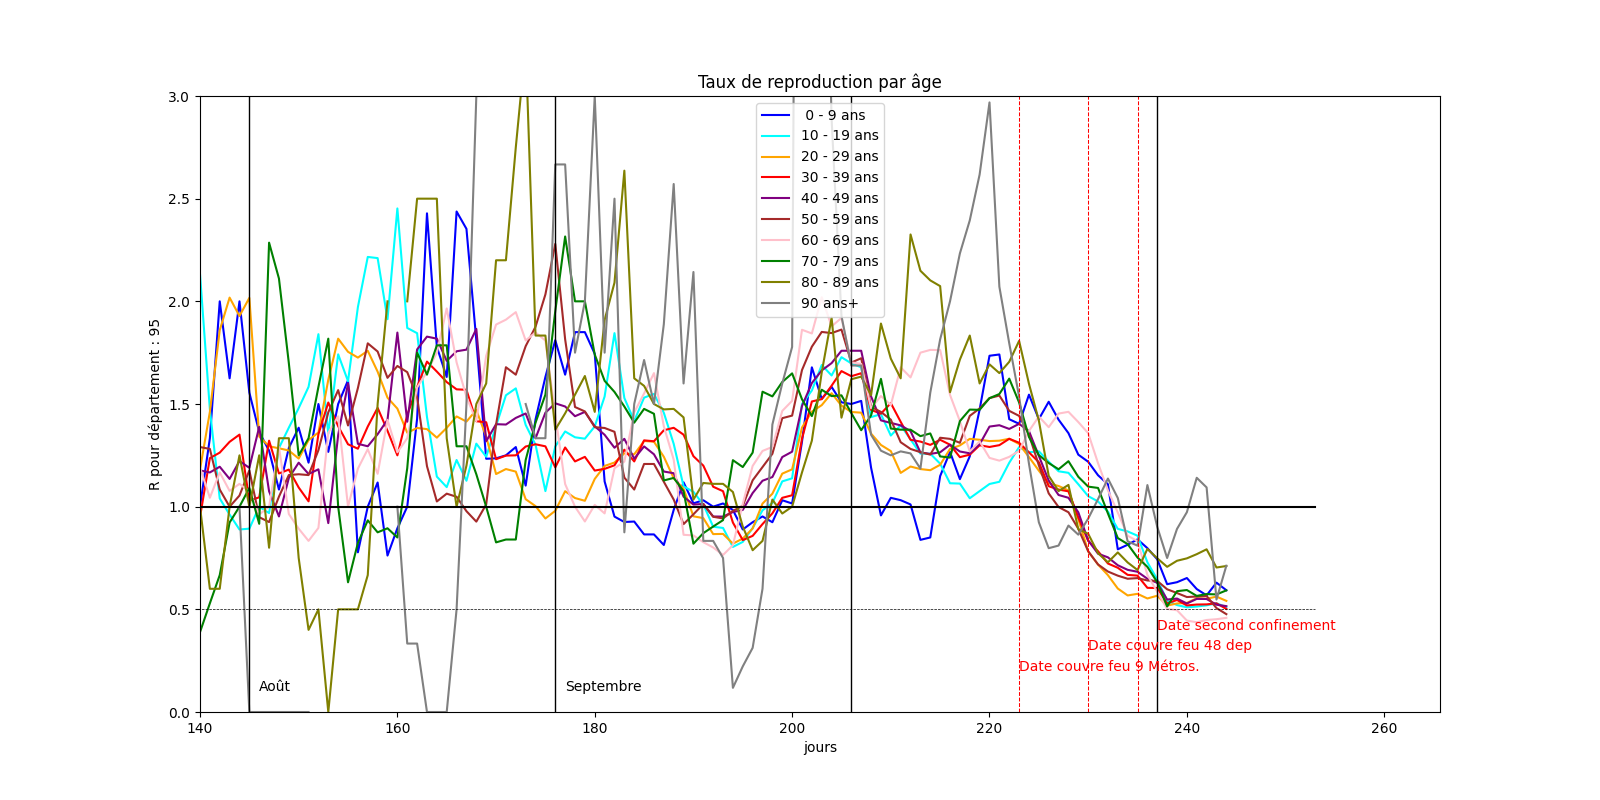 Taux de reproduction par âge
R pour département : 95
3.0
2.5
2.0
1.5
1.0
0.5
0.0
0 - 9 ans
10 - 19 ans
20 - 29 ans
30 - 39 ans
40 - 49 ans
50 - 59 ans
60 - 69 ans
70 - 79 ans
80 - 89 ans
90 ans+
Date second confinement
Date couvre feu 48 dep
Date couvre feu 9 Métros.
Août
Septembre
140
160
180
200
220
240
260
jours